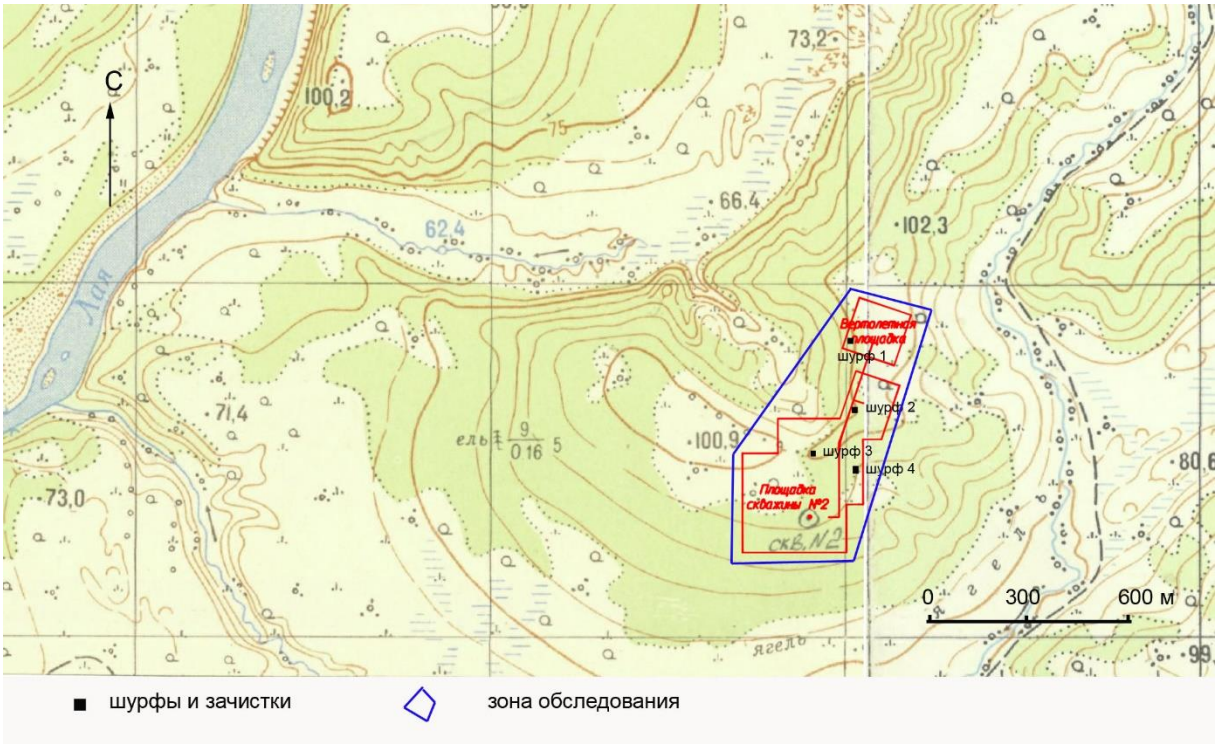 73,2
С
100,2
75
66,4
62,4
102,3
Лая
Вертолетная
площадка
шурф 1
71,4
шурф 2
ель 9 5
0 16
100,9
шурф 3
80,6
шурф 4
73,0
Площадка
скважины №2
скв. N2
0 300 600 м
ягель
ягель
99,
шурфы и зачистки
зона обследования